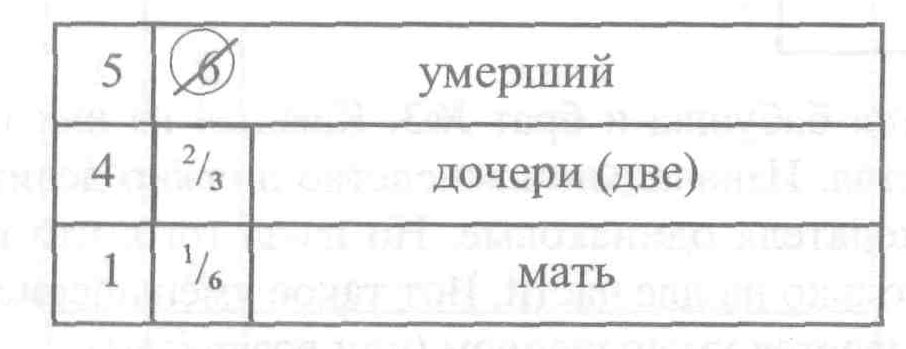 5 6 умерший
4 2/3 дочери (две)
1 1/6 мать